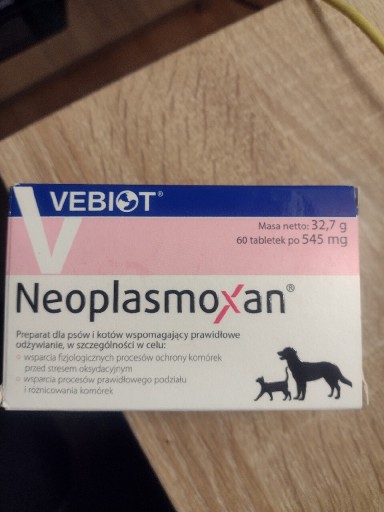 VEBIOT®
Masa netto: 32,7 g
60 tabletek po 545 mg
Neoplasmoxan®
Preparat dla psów i kotów wspomagający prawidłowe
odżywianie, w szczególności w celu:
wsparcia fizjologicznych procesów ochrony komórek
przed stresem oksydacyjnym
wsparcia procesów prawidłowego podziału
i roznicowania komórek